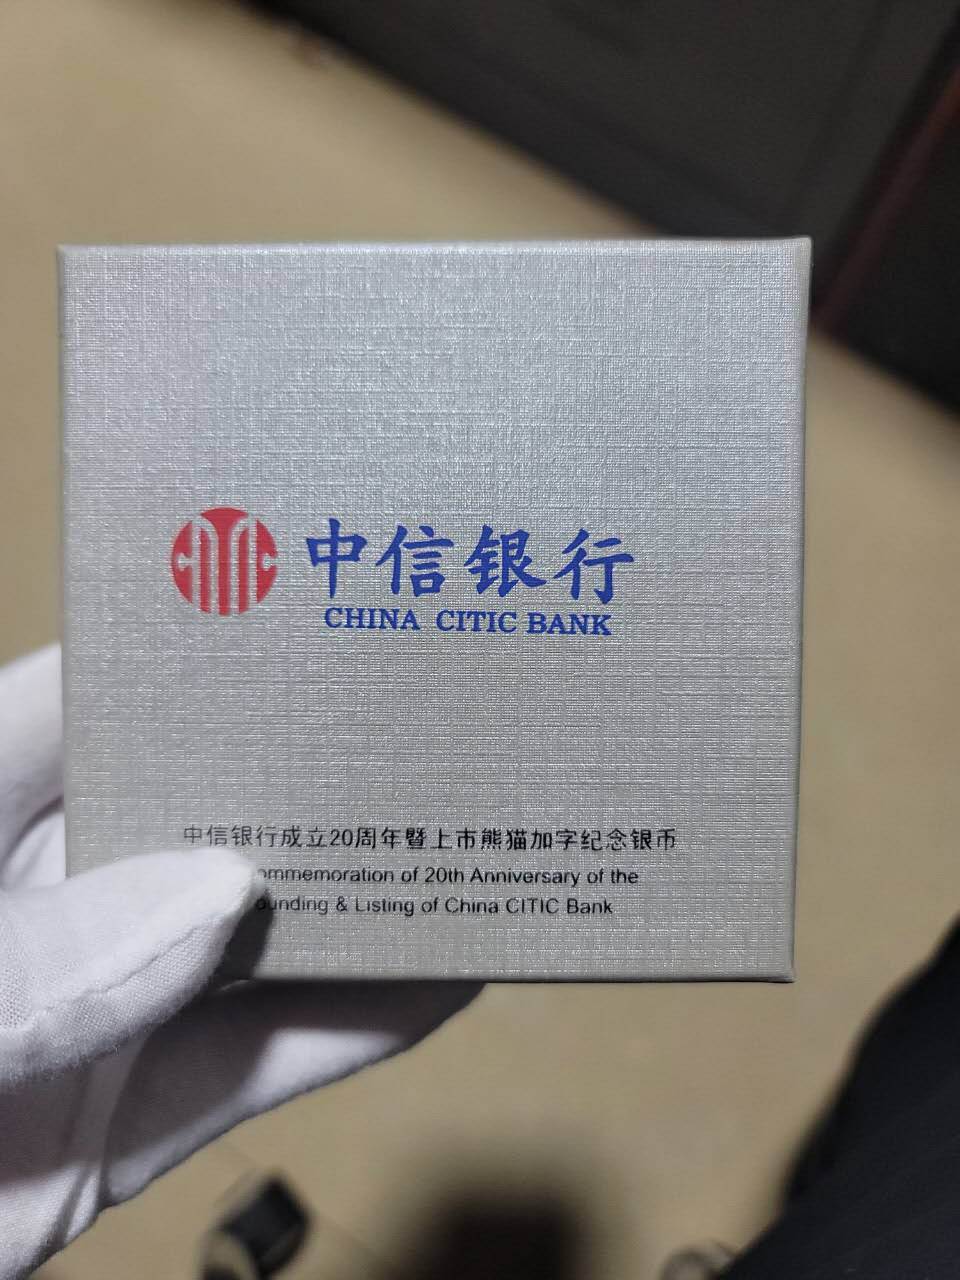 CITIC
中信银行
CHINA CITIC BANK
中信银行成立20周年暨上市熊猫加字纪念银币
ommemoration of 20th Anniversary of the
ounding & Listing of China CITIC Bank